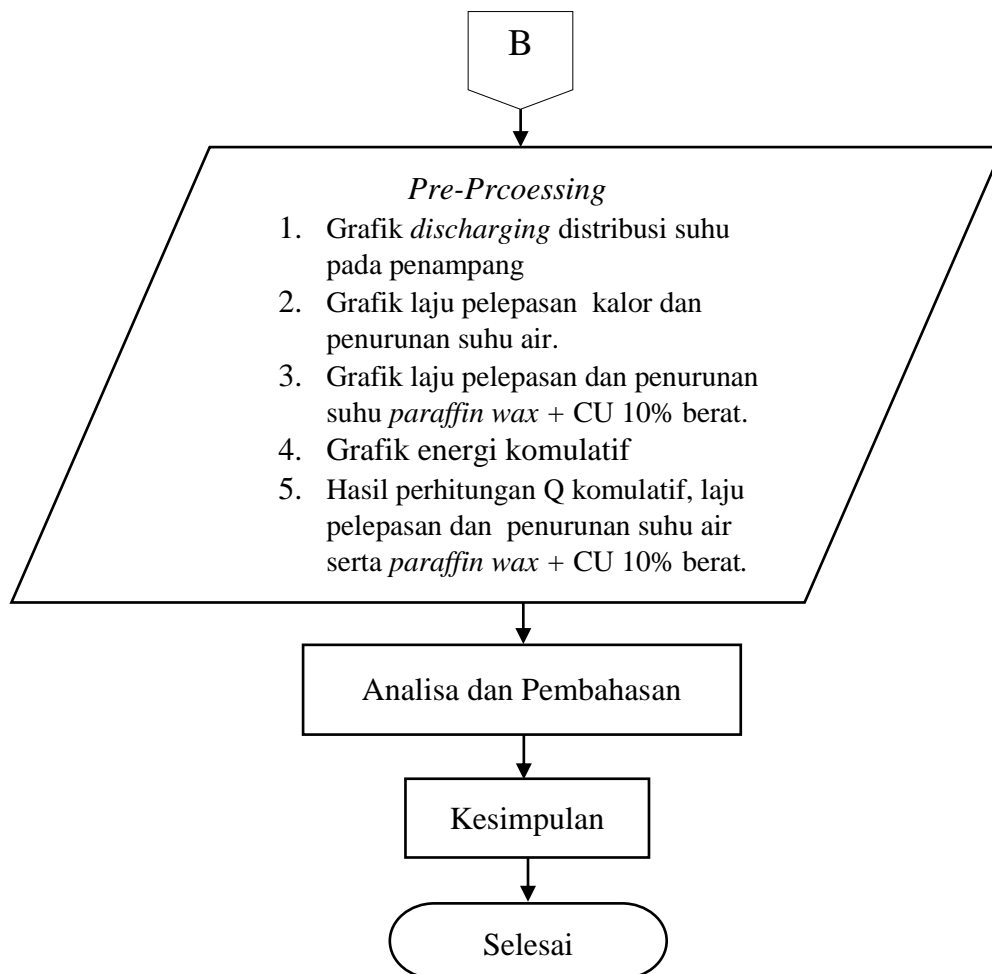 B
Pre-Prcoessing
1. Grafik discharging distribusi suhu
pada penampang
2. Grafik laju pelepasan kalor dan
penurunan suhu air.
3. Grafik laju pelepasan dan penurunan
suhu paraffin wax + CU 10% berat.
4. Grafik energi komulatif
5. Hasil perhitungan Q komulatif, laju
pelepasan dan penurunan suhu air
serta paraffin wax + CU 10% berat.
Analisa dan Pembahasan
Kesimpulan
Selesai